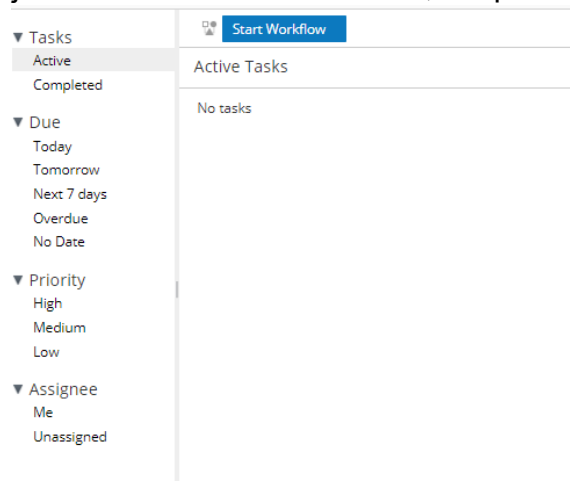 Tasks
Active
Completed
Due
Today
Tomorrow
Next 7 days
Overdue
No Date
Priority
High
Medium
Low
Assignee
Me
Unassigned
Start Workflow
Active Tasks
No tasks